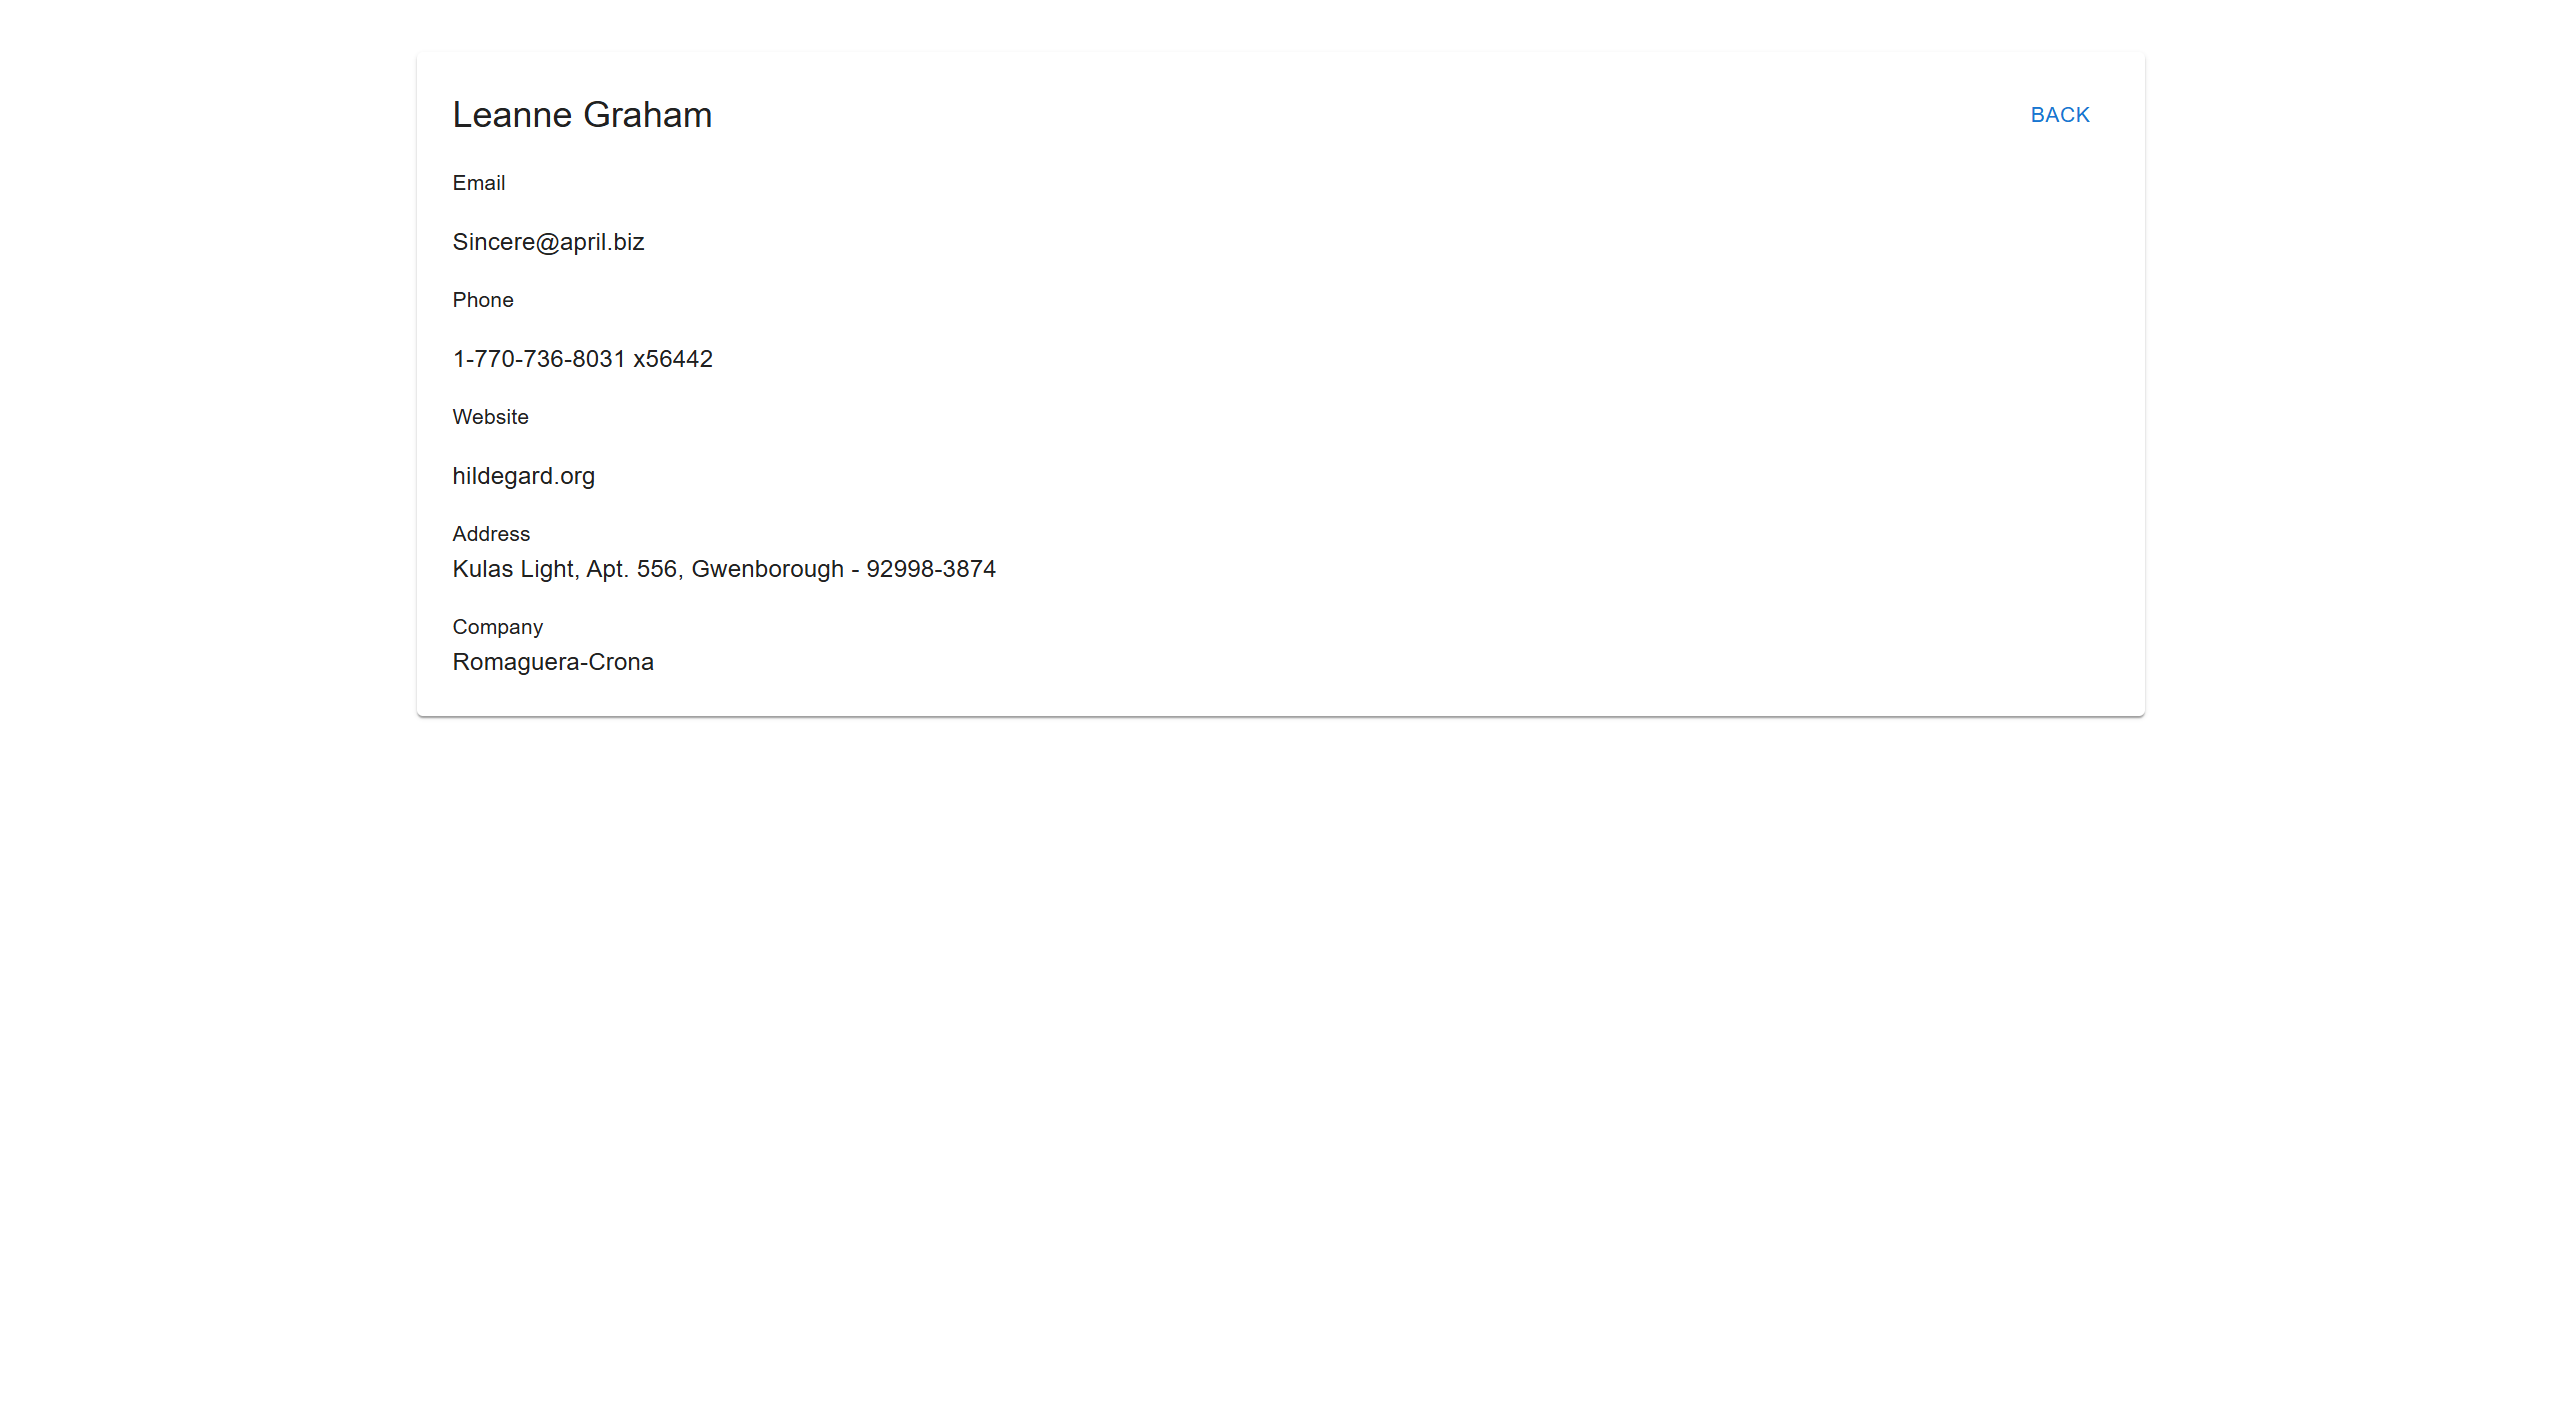 Leanne Graham
BACK
Email
Sincere@april.biz
Phone
1-770-736-8031 x56442
Website
hildegard.org
Address
Kulas Light, Apt. 556, Gwenborough - 92998-3874
Company
Romaguera-Crona